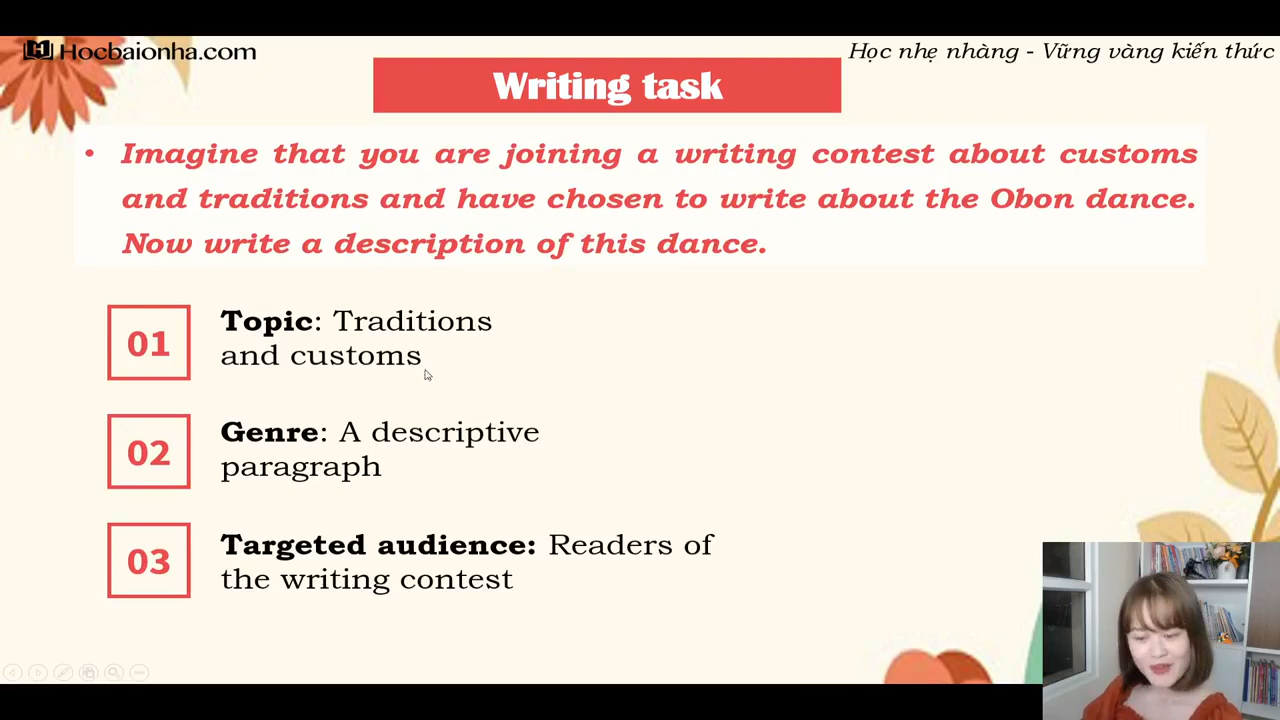 Hocbaionha.com
Học nhẹ nhàng - Vững vàng kiến thức
Writing task
• Imagine that you are joining a writing contest about customs
and traditions and have chosen to write about the Obon dance.
Now write a description of this dance.
01
Topic: Traditions
and customs
02
Genre: A descriptive
paragraph
03
Targeted audience: Readers of
the writing contest